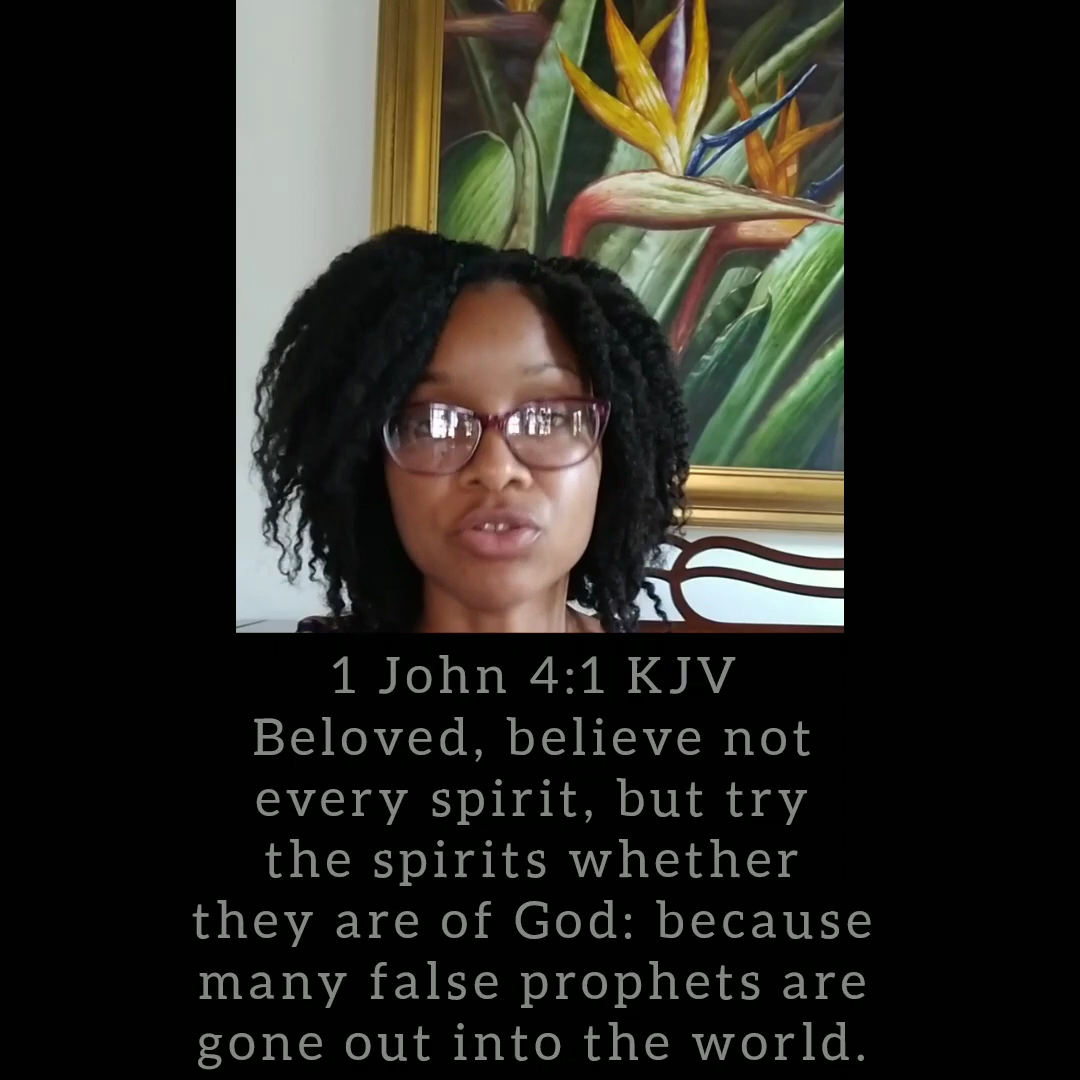 1 John 4:1 KJV
Beloved, believe not
every spirit, but try
the spirits whether
they are of God: because
many false prophets are
gone out into the world.